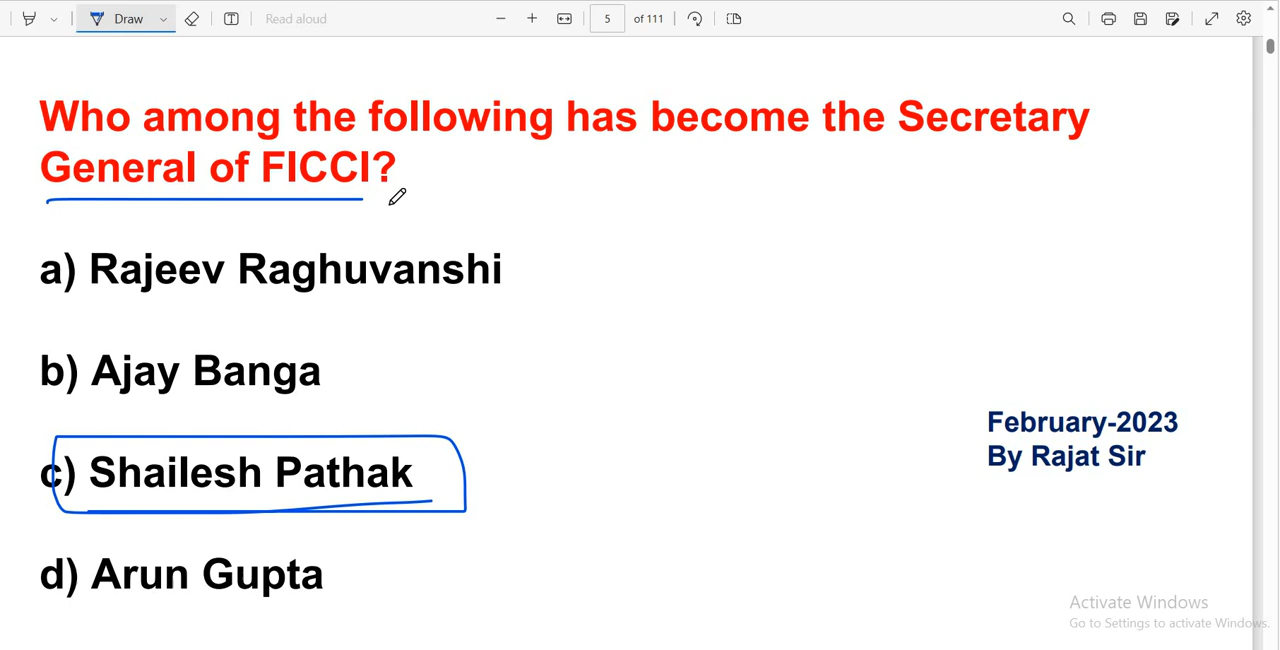 Draw
Read aloud
5 of 111
Who among the following has become the Secretary
General of FICCI?
a) Rajeev Raghuvanshi
b) Ajay Banga
c) Shailesh Pathak
d) Arun Gupta
February-2023
By Rajat Sir
Activate Windows
Go to Settings to activate Windows.